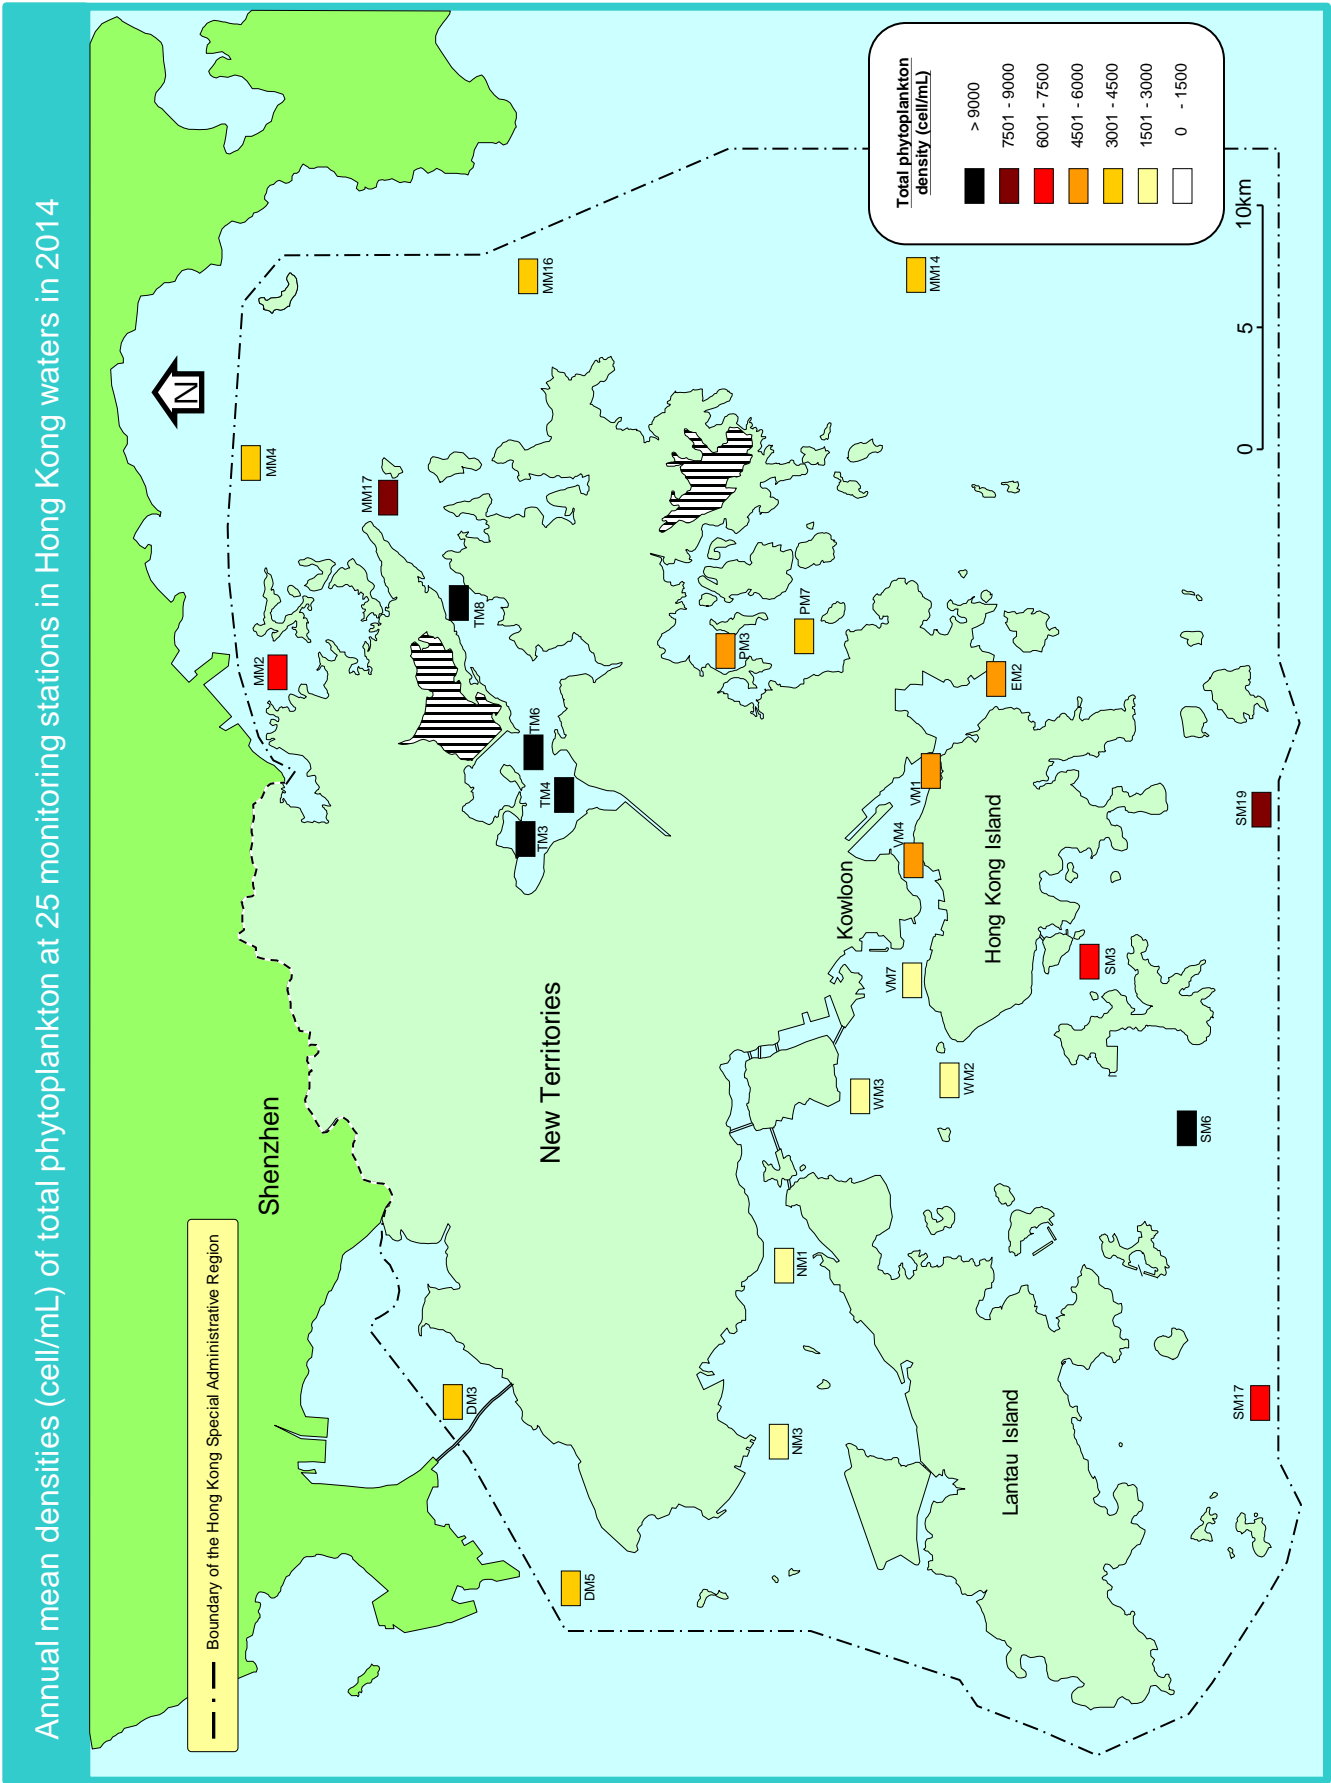 Annual mean densities (cell/mL) of total phytoplankton at 25 monitoring stations in Hong Kong waters in 2014
Boundary of the Hong Kong Special Administrative Region
Shenzhen
New Territories
Kowloon
Hong Kong Island
Lantau Island
N
MM4
MM17
MM2
MM16
MM14
TM8
TM6
TM4
TM3
PM3
PM7
EM2
VM1
VM4
VM7
WM3
WM2
SM3
SM19
SM6
SM17
NM1
NM3
DM3
DM5
Total phytoplankton
density (cell/mL)
> 9000
7501 - 9000
6001 - 7500
4501 - 6000
3001 - 4500
1501 - 3000
0 - 1500
0 5 10km